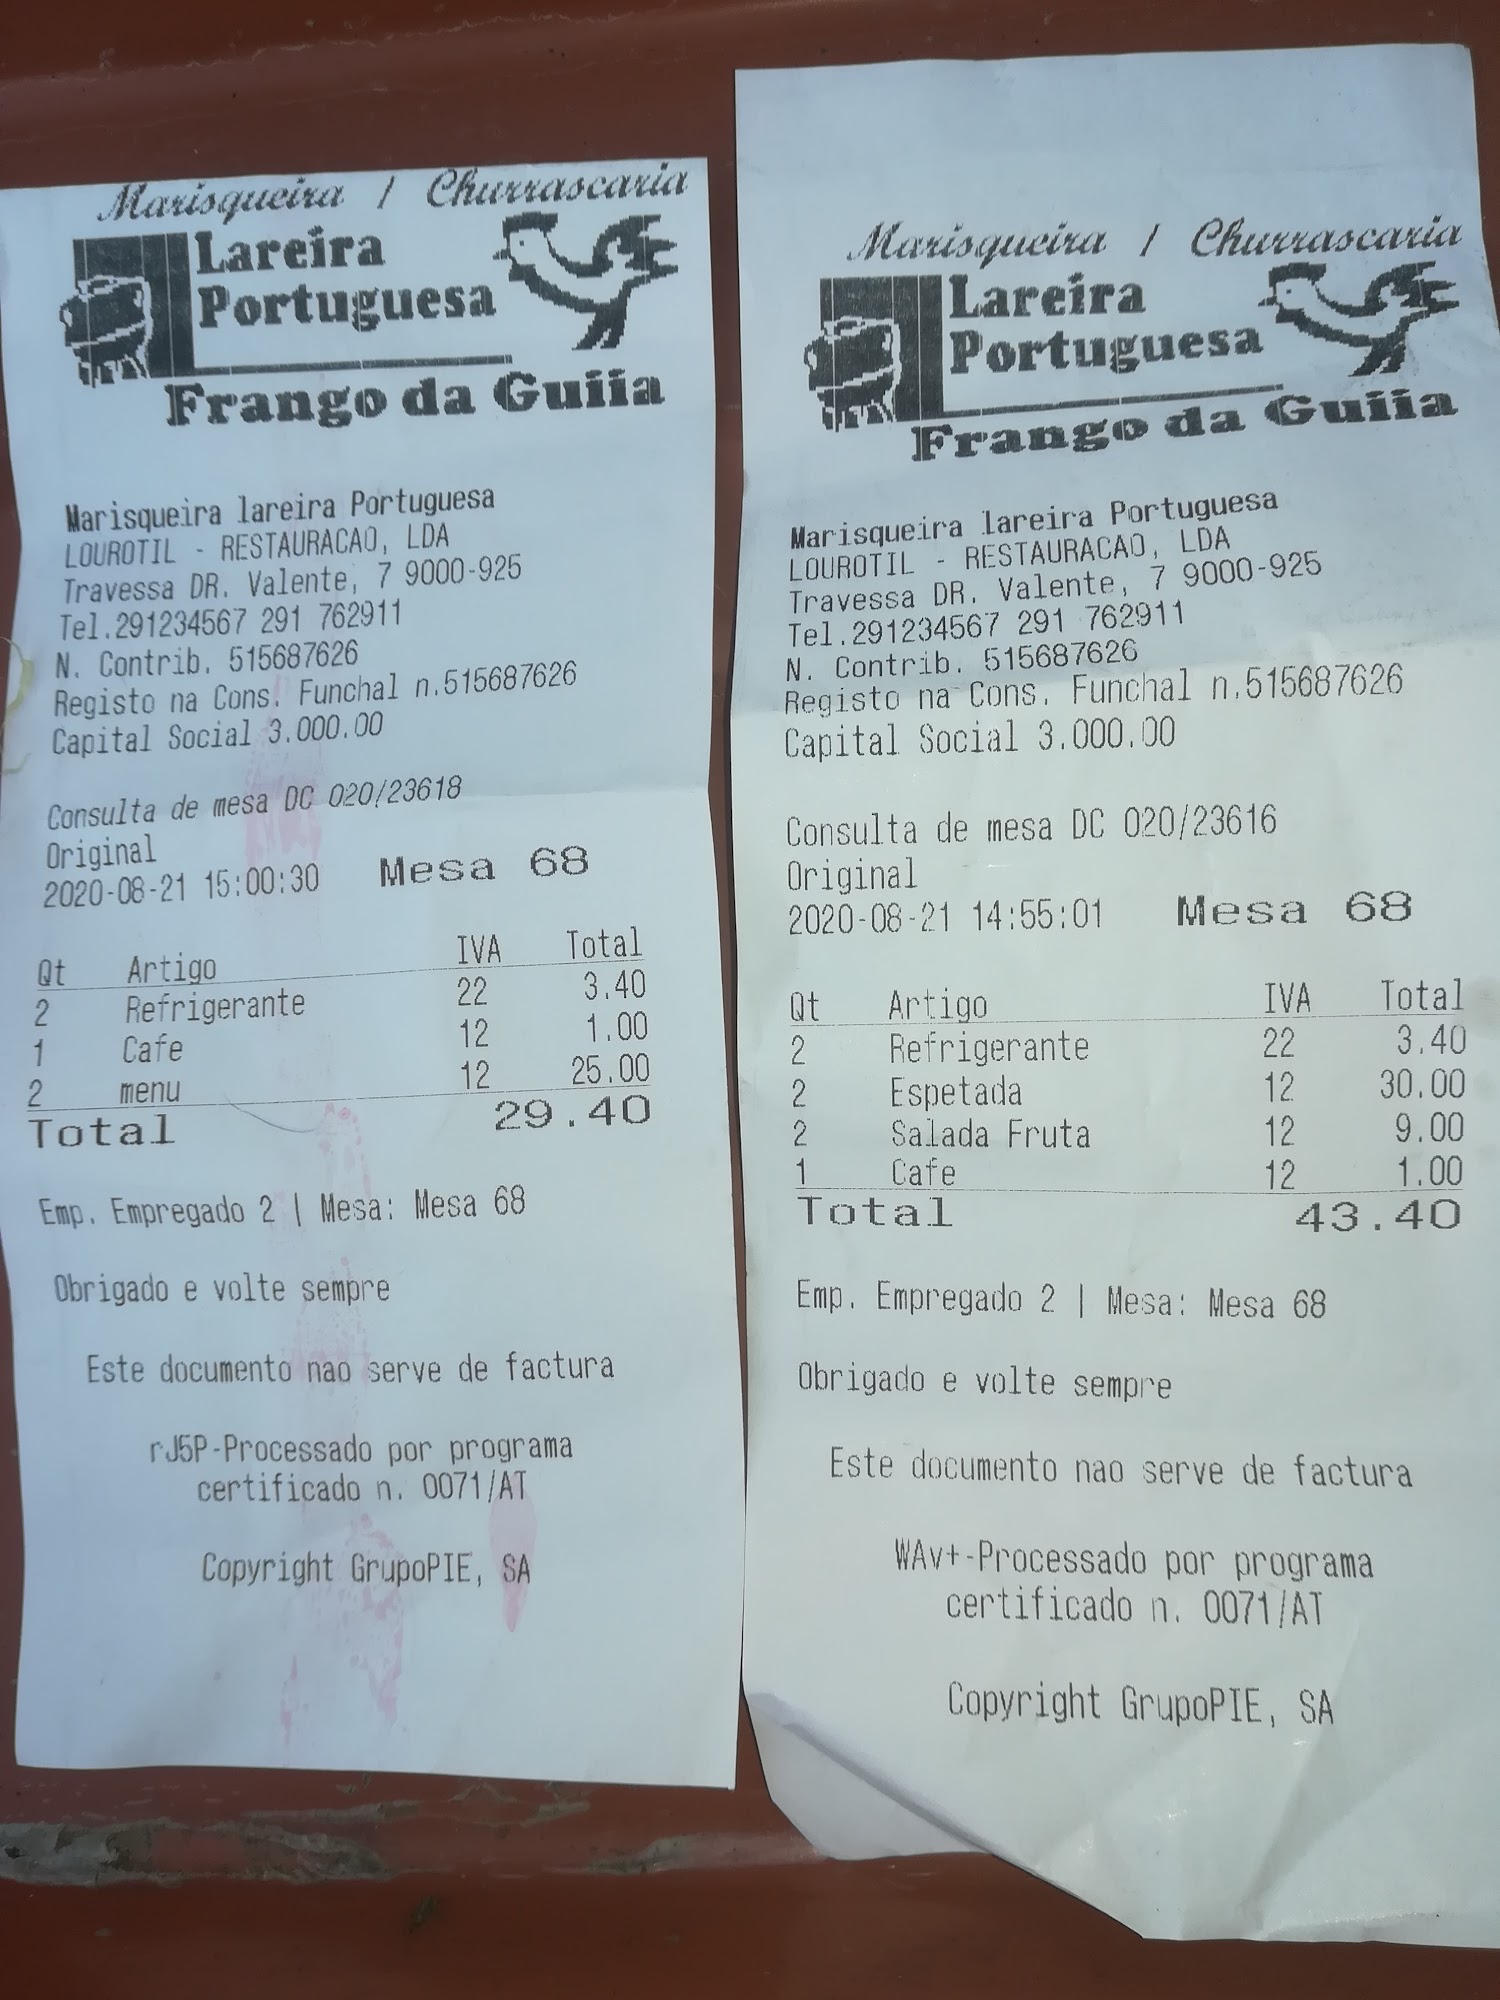 Marisqueira / Churrascaria
Lareira
Portuguesa
Frango da Guiia
Marisqueira lareira Portuguesa
LOUROTIL - RESTAURACAO, LDA
Travessa DR. Valente, 7 9000-925
Tel.291234567 291 762911
N. Contrib. 515687626
Registo na Cons. Funchal n.515687626
Capital Social 3.000.00
Consulta de mesa DC 020/23618
Original
2020-08-21 15:00:30 Mesa 68
Qt Artigo IVA Total
2 Refrigerante 22 3.40
1 Cafe 12 1.00
2 menu 12 25.00
Total 29.40
Emp. Empregado 2 | Mesa: Mesa 68
Obrigado e volte sempre
Este documento nao serve de factura
rJ5P-Processado por programa
certificado n. 0071/AT
Copyright GrupoPIE, SA
Marisqueira / Churrascaria
Lareira
Portuguesa
Frango da Guiia
Marisqueira lareira Portuguesa
LOUROTIL - RESTAURACAO, LDA
Travessa DR. Valente, 7 9000-925
Tel.291234567 291 762911
N. Contrib. 515687626
Registo na Cons. Funchal n.515687626
Capital Social 3.000.00
Consulta de mesa DC 020/23616
Original
2020-08-21 14:55:01 Mesa 68
Qt Artigo IVA Total
2 Refrigerante 22 3.40
2 Espetada 12 30.00
2 Salada Fruta 12 9.00
1 Cafe 12 1.00
Total 43.40
Emp. Empregado 2 | Mesa: Mesa 68
Obrigado e volte sempre
Este documento nao serve de factura
WAv+-Processado por programa
certificado n. 0071/AT
Copyright GrupoPIE, SA